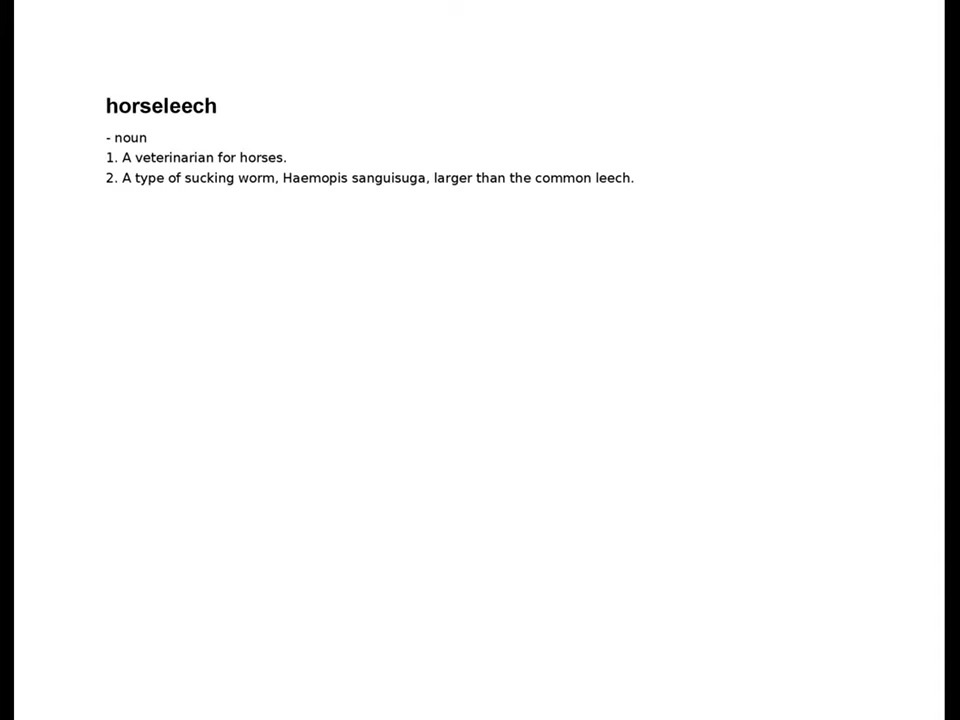 horseleech
- noun
1. A veterinarian for horses.
2. A type of sucking worm, Haemopis sanguisuga, larger than the common leech.